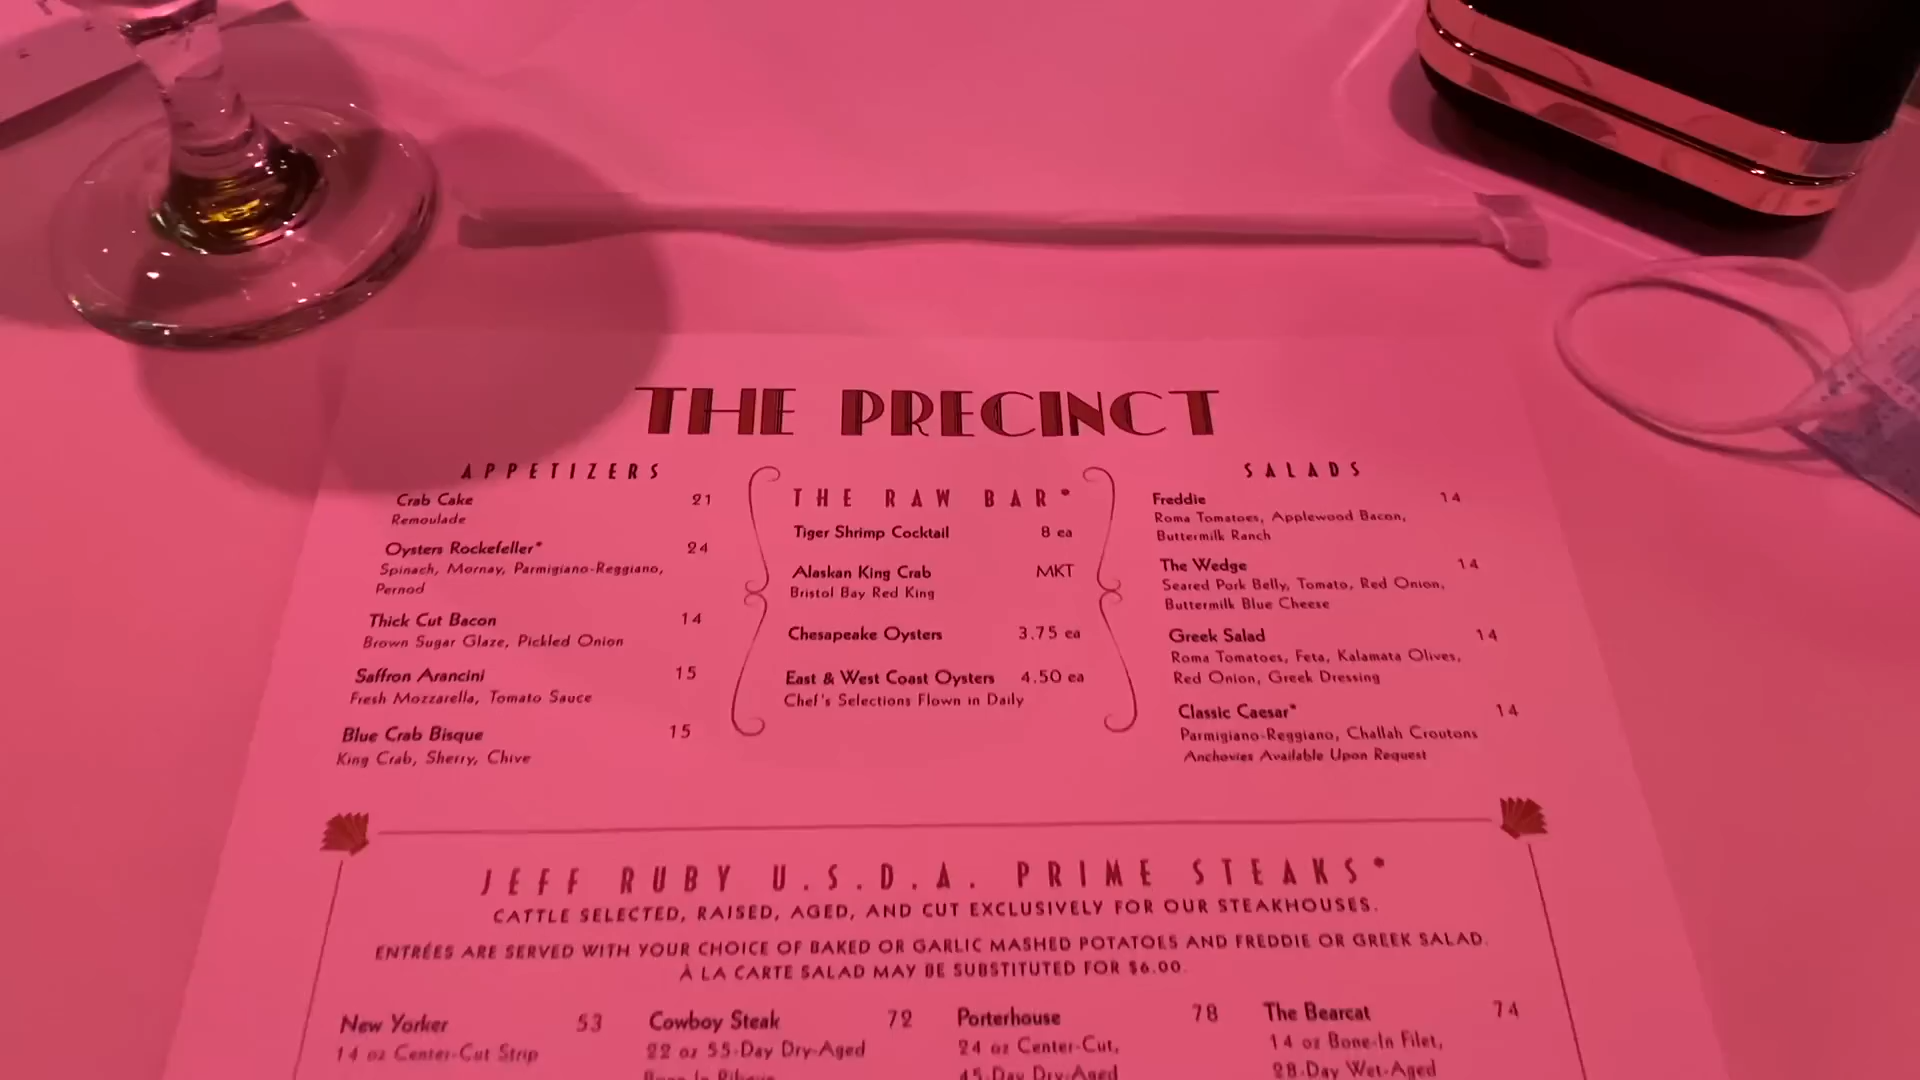 THE PRECINCT
APPETIZERS
Crab Cake 21
Remoulade
Oysters Rockefeller* 24
Spinach, Mornay, Parmigiano-Reggiano,
Pernod
Thick Cut Bacon 14
Brown Sugar Glaze, Pickled Onion
Saffron Arancini 15
Fresh Mozzarella, Tomato Sauce
Blue Crab Bisque 15
King Crab, Sherry, Chive
THE RAW BAR*
Tiger Shrimp Cocktail 8 ea
Alaskan King Crab MKT
Bristol Bay Red King
Chesapeake Oysters 3.75 ea
East & West Coast Oysters 4.50 ea
Chef's Selections Flown in Daily
SALADS
Freddie 14
Roma Tomatoes, Applewood Bacon,
Buttermilk Ranch
The Wedge 14
Seared Pork Belly, Tomato, Red Onion,
Buttermilk Blue Cheese
Greek Salad 14
Roma Tomatoes, Feta, Kalamata Olives,
Red Onion, Greek Dressing
Classic Caesar* 14
Parmigiano-Reggiano, Challah Croutons
Anchovies Available Upon Request
JEFF RUBY U.S.D.A. PRIME STEAKS*
CATTLE SELECTED, RAISED, AGED, AND CUT EXCLUSIVELY FOR OUR STEAKHOUSES.
ENTRÉES ARE SERVED WITH YOUR CHOICE OF BAKED OR GARLIC MASHED POTATOES AND FREDDIE OR GREEK SALAD.
À LA CARTE SALAD MAY BE SUBSTITUTED FOR $6.00.
New Yorker 53
14 oz Center-Cut Strip
Cowboy Steak 72
22 oz 55-Day Dry-Aged
Porterhouse 78
24 oz Center-Cut,
45-Day Dry-Aged
The Bearcat 74
14 oz Bone-In Filet,
28-Day Wet-Aged